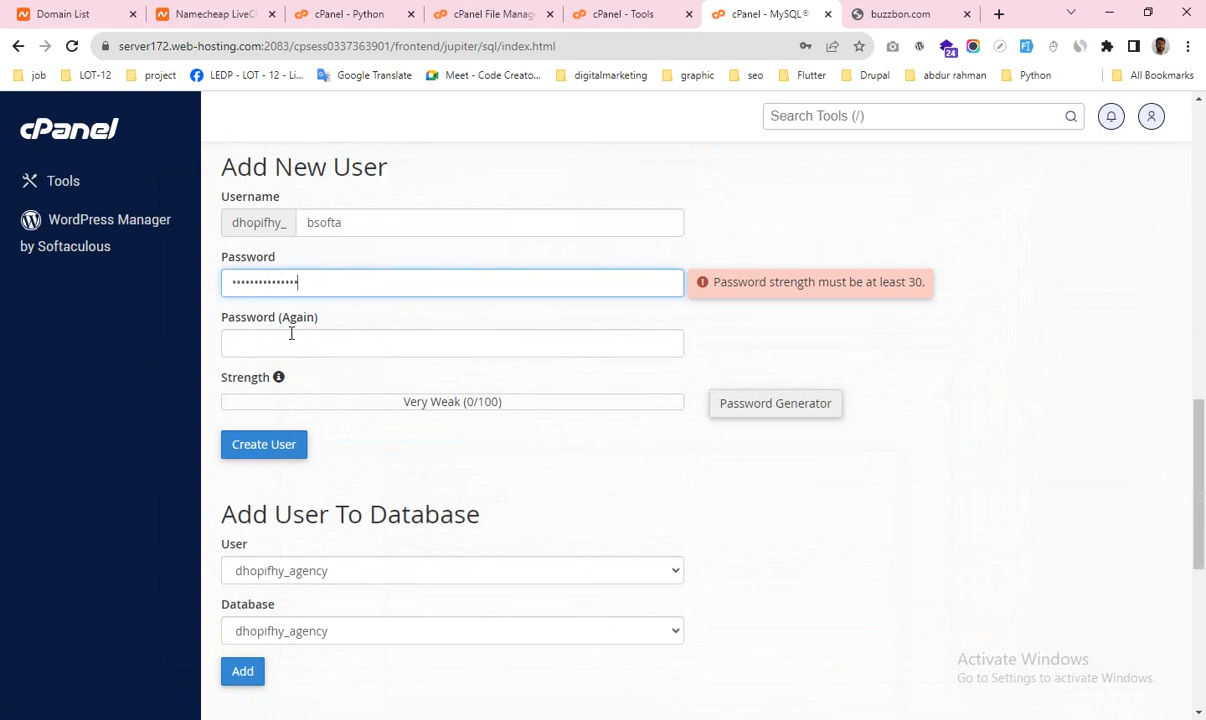 Domain List
Namecheap LiveC
cPanel - Python
cPanel File Manag
cPanel - Tools
cPanel - MySQL®
buzzbon.com
server172.web-hosting.com:2083/cpsess0337363901/frontend/jupiter/sql/index.html
24
job
LOT-12
project
LEDP - LOT - 12 - Li...
Google Translate
Meet - Code Creato...
digitalmarketing
graphic
seo
Flutter
Drupal
abdur rahman
Python
All Bookmarks
cPanel
Search Tools (/)
Tools
WordPress Manager
by Softaculous
Add New User
Username
dhopifhy_ bsofta
Password
••••••••••••••• Password strength must be at least 30.
Password (Again)
Strength
Very Weak (0/100)
Password Generator
Create User
Add User To Database
User
dhopifhy_agency
Database
dhopifhy_agency
Add
Activate Windows
Go to Settings to activate Windows.